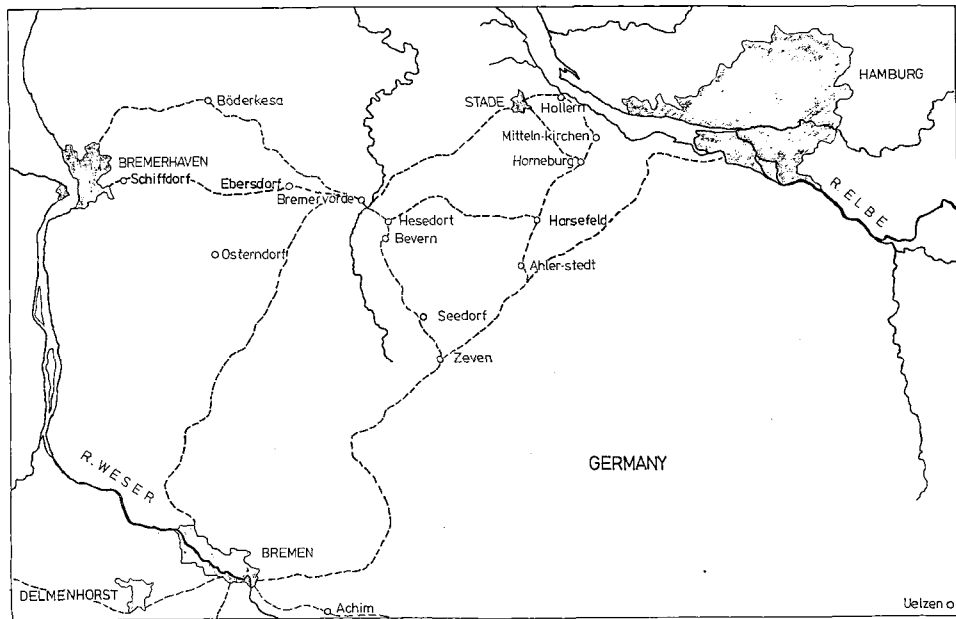 HAMBURG
Böderkesa
STADE
Hollern
Mitteln-kirchen
BREMERHAVEN
Horneburg
Schiffdorf
Ebersdorf
R. ELBE
Bremervörde
Hesedort
Harsefeld
Bevern
Osterndorf
Ahler-stedt
Seedorf
Zeven
GERMANY
R. WESER
BREMEN
DELMENHORST
Achim
Uelzen